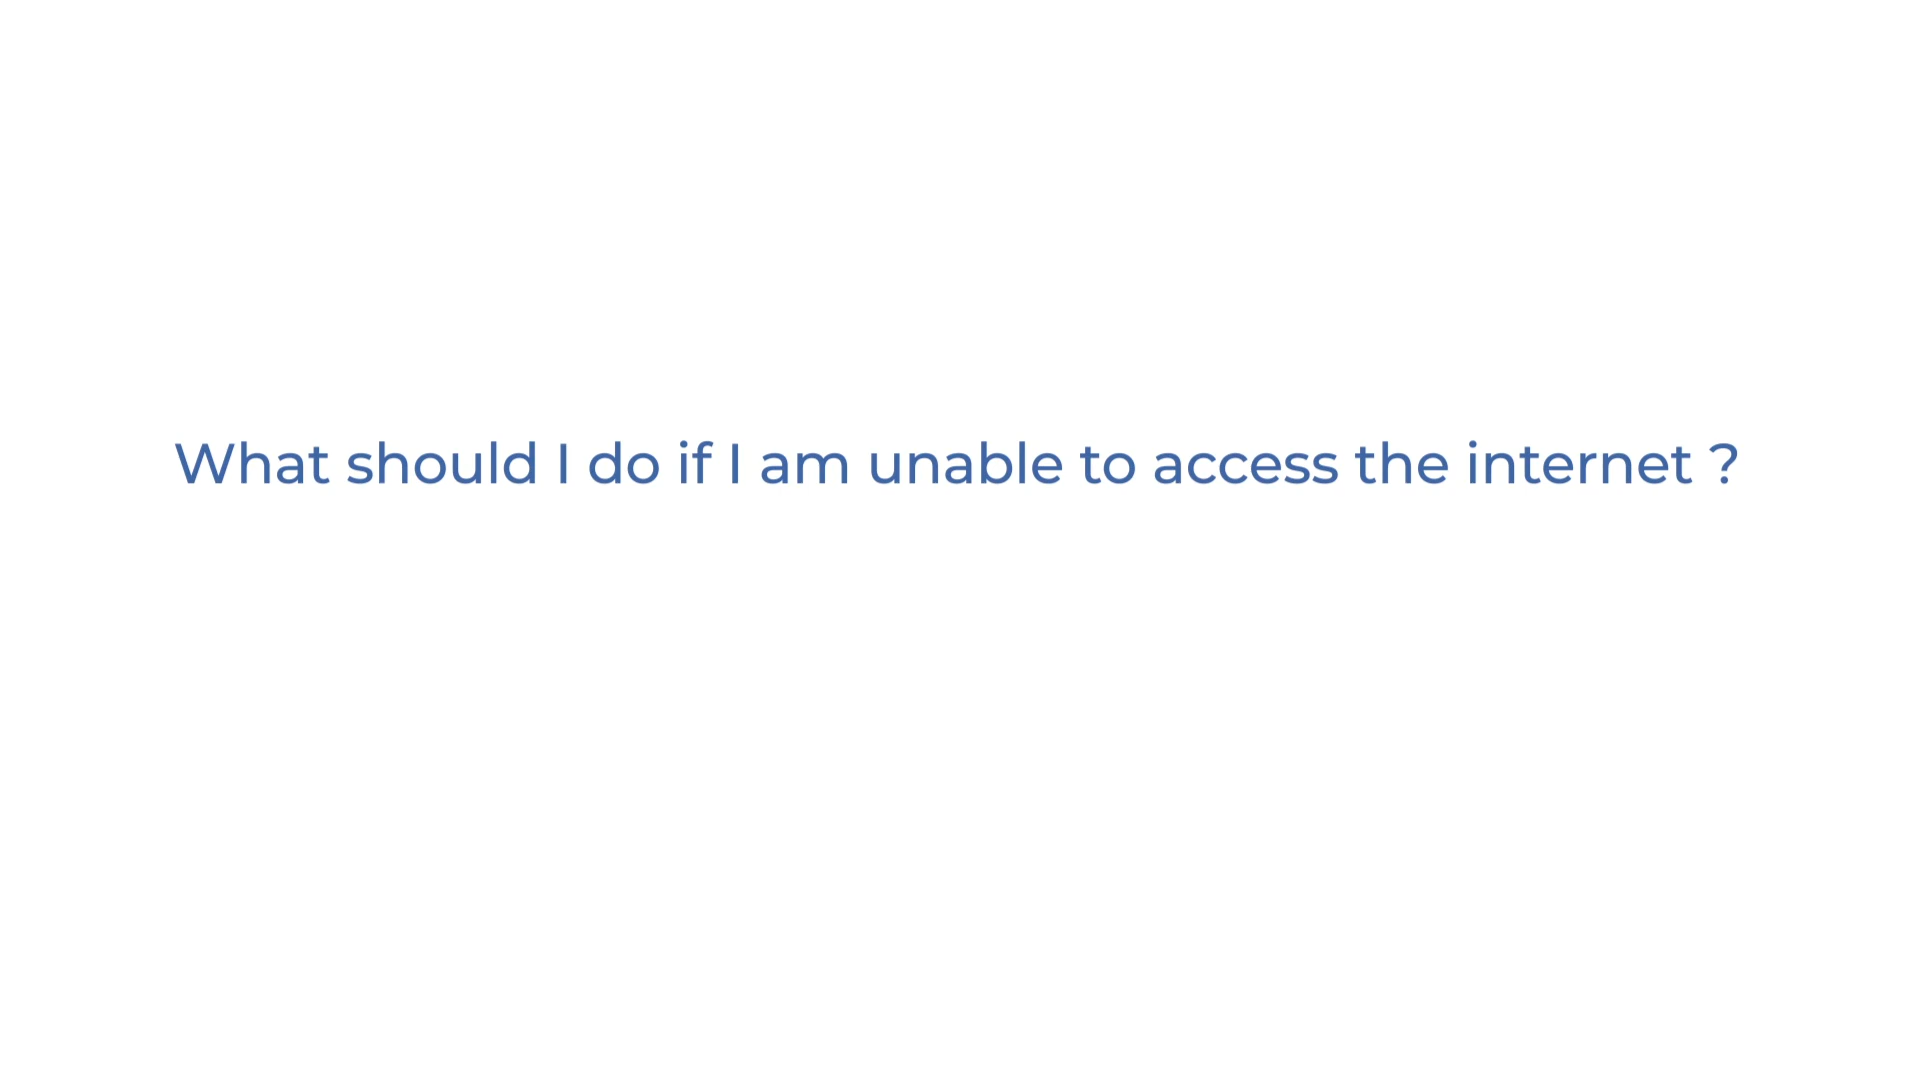 What should I do if I am unable to access the internet ?